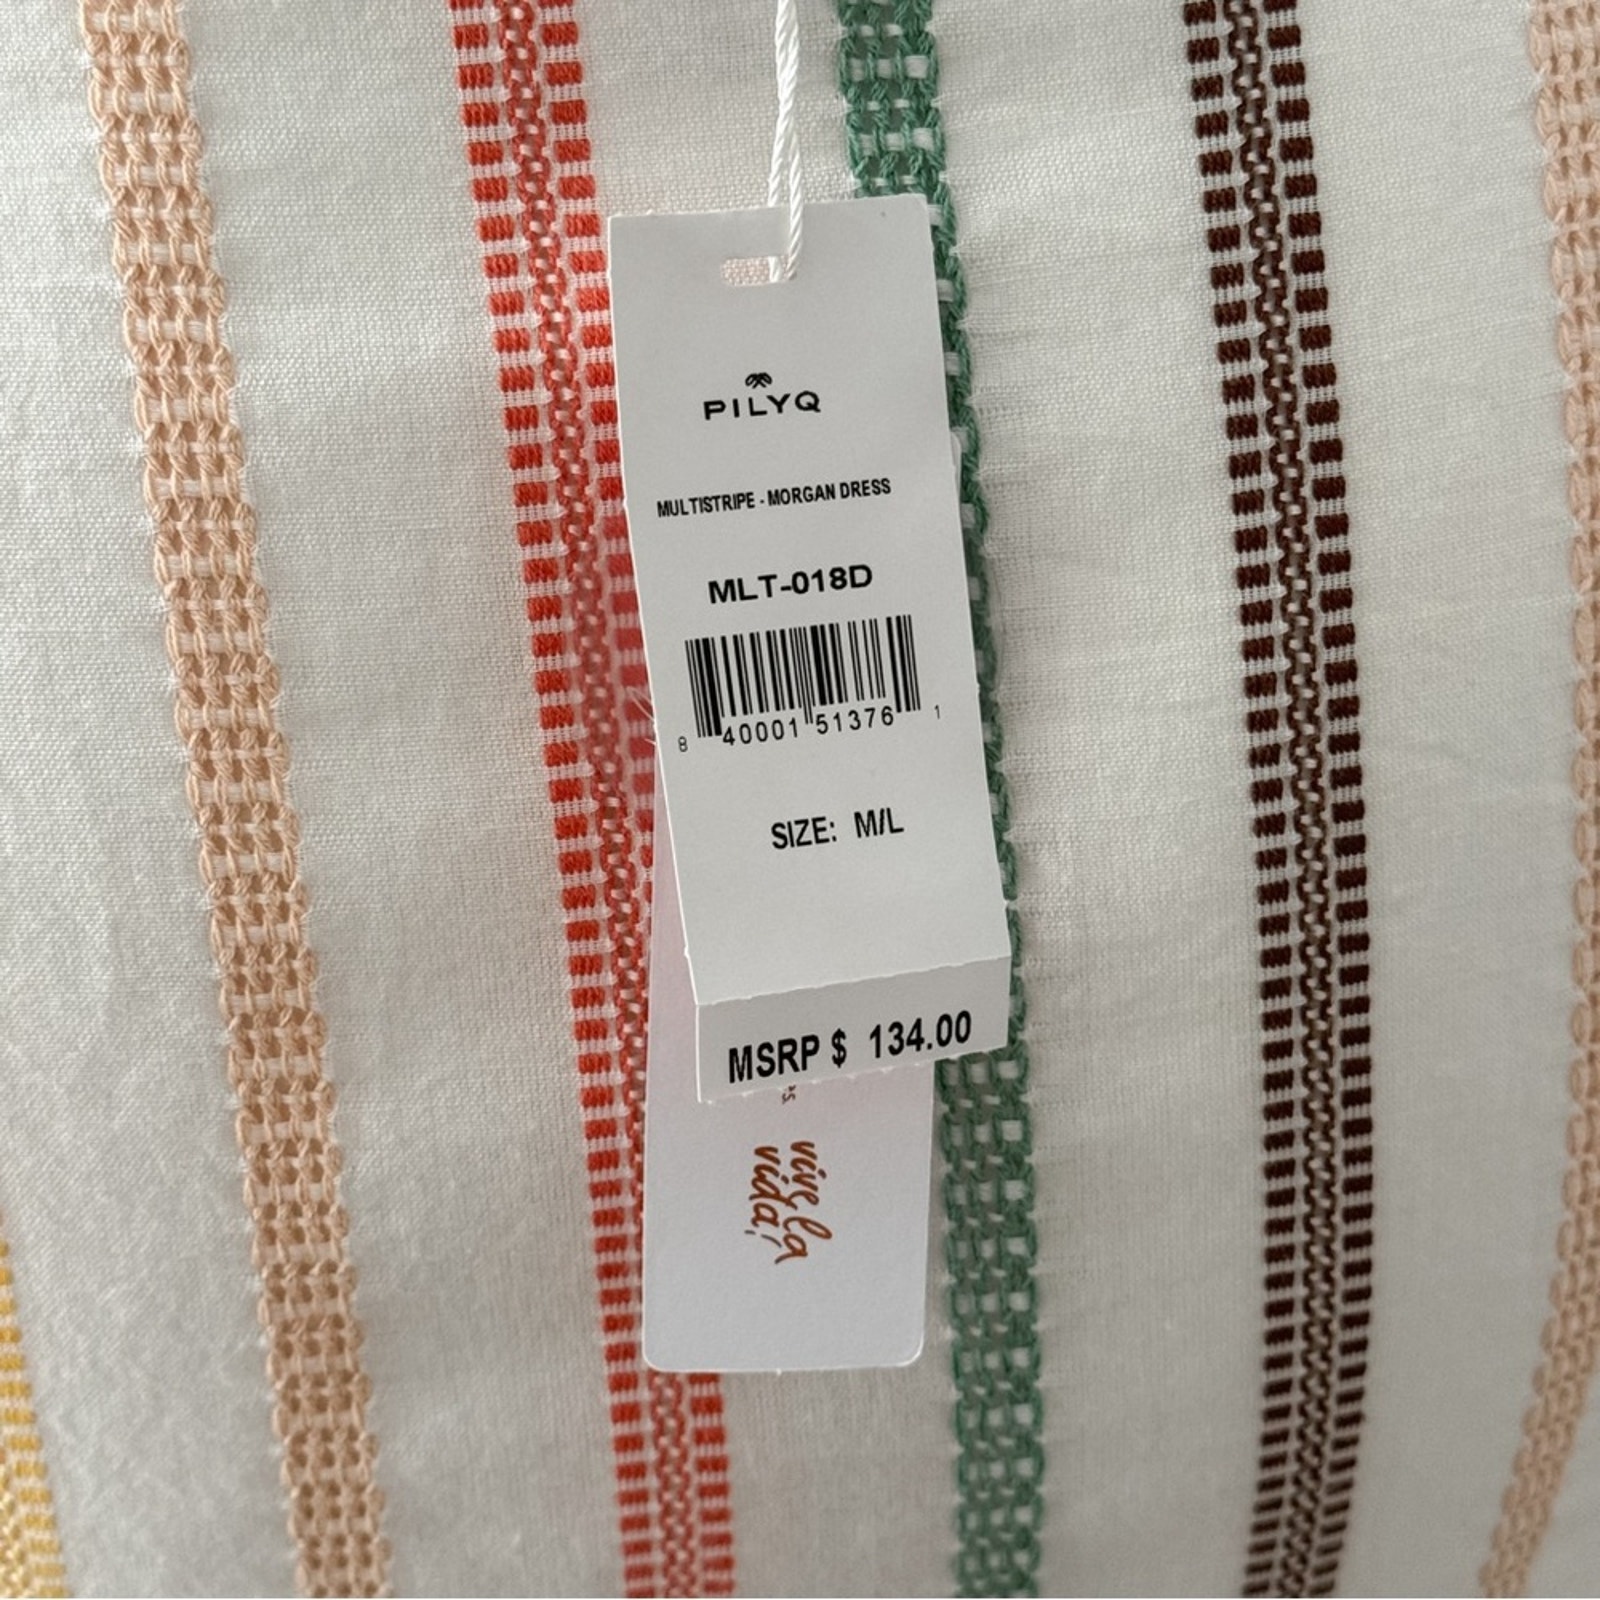 PILYQ
MULTISTRIPE - MORGAN DRESS
MLT-018D
8 40001 51376 1
SIZE: M/L
MSRP $ 134.00
vive la
vida!